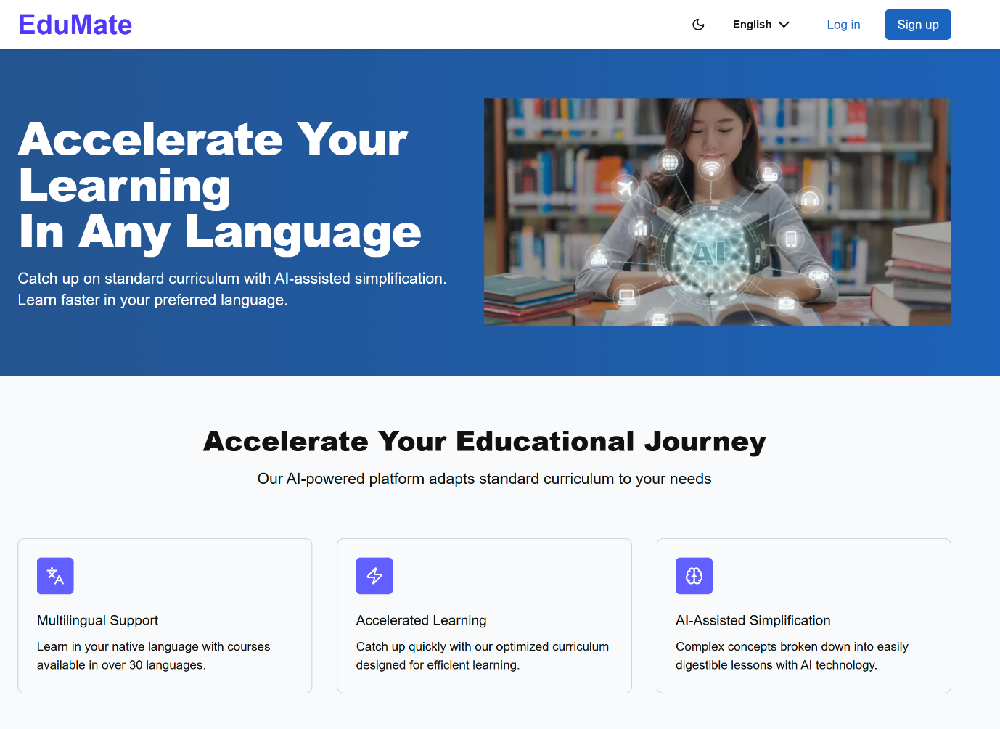 EduMate
English
Log in
Sign up
Accelerate Your
Learning
In Any Language
Catch up on standard curriculum with AI-assisted simplification.
Learn faster in your preferred language.
AI
Accelerate Your Educational Journey
Our AI-powered platform adapts standard curriculum to your needs
Multilingual Support
Learn in your native language with courses
available in over 30 languages.
Accelerated Learning
Catch up quickly with our optimized curriculum
designed for efficient learning.
AI-Assisted Simplification
Complex concepts broken down into easily
digestible lessons with AI technology.